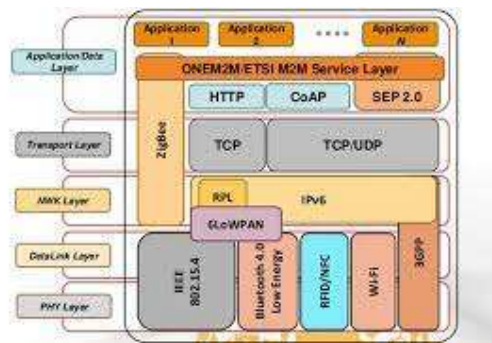 Application
1
Application
2
Application
N
Application/Data
Layer
ONEM2M/ETSI M2M Service Layer
HTTP
CoAP
SEP 2.0
ZigBee
Transport Layer
TCP
TCP/UDP
NWK Layer
RPL
IPv6
6LoWPAN
DataLink Layer
IEEE
802.15.4
Bluetooth 4.0
Low Energy
RFID/NFC
Wi-Fi
3GPP
PHY Layer